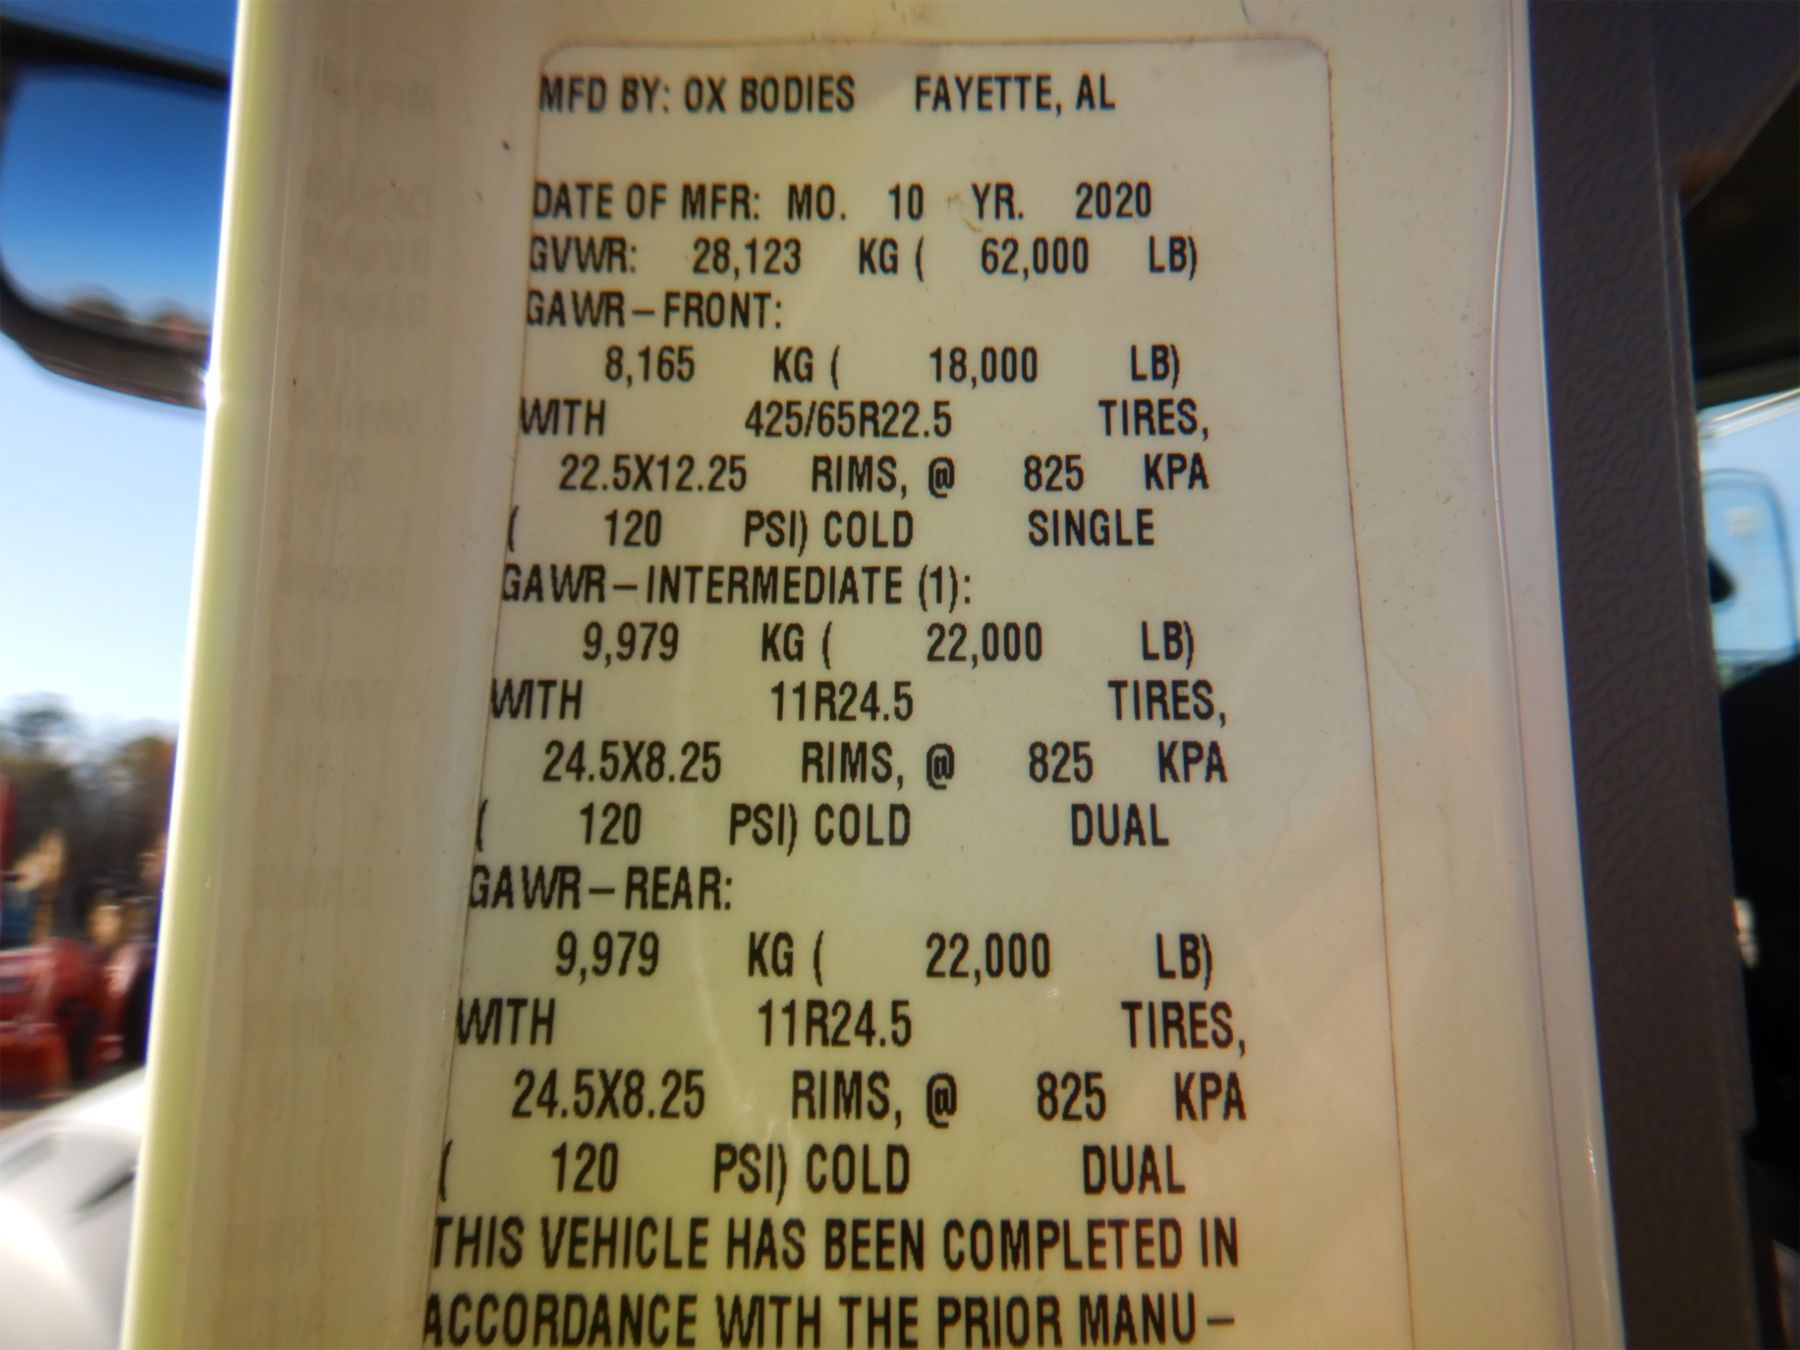 MFD BY: OX BODIES FAYETTE, AL
DATE OF MFR: MO. 10 YR. 2020
GVWR: 28,123 KG ( 62,000 LB)
GAWR–FRONT:
8,165 KG ( 18,000 LB)
WITH 425/65R22.5 TIRES,
22.5X12.25 RIMS, @ 825 KPA
( 120 PSI) COLD SINGLE
GAWR–INTERMEDIATE (1):
9,979 KG ( 22,000 LB)
WITH 11R24.5 TIRES,
24.5X8.25 RIMS, @ 825 KPA
( 120 PSI) COLD DUAL
GAWR–REAR:
9,979 KG ( 22,000 LB)
WITH 11R24.5 TIRES,
24.5X8.25 RIMS, @ 825 KPA
( 120 PSI) COLD DUAL
THIS VEHICLE HAS BEEN COMPLETED IN
ACCORDANCE WITH THE PRIOR MANU–